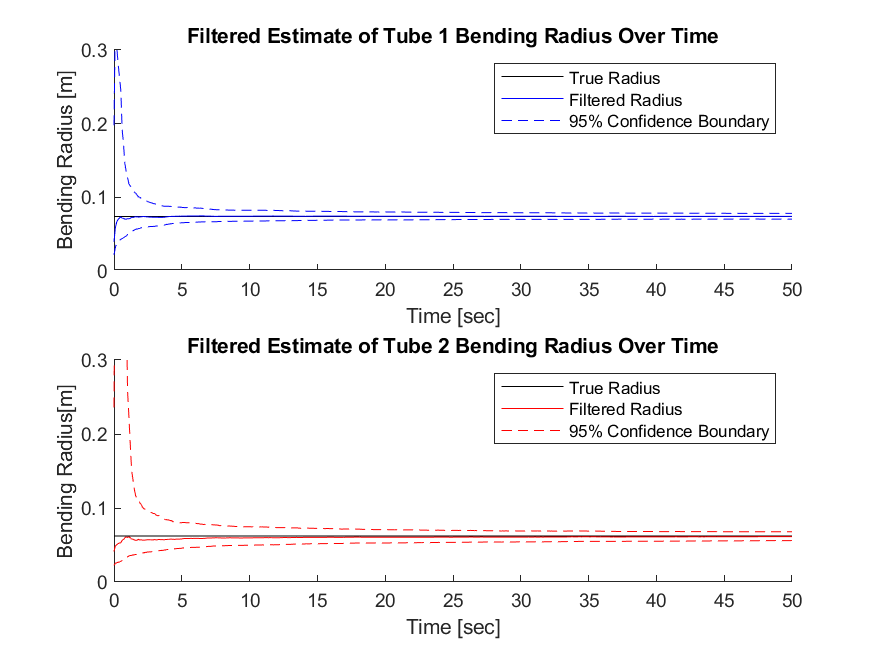 Filtered Estimate of Tube 1 Bending Radius Over Time
0.3
0.2
0.1
0
Bending Radius [m]
True Radius
Filtered Radius
95% Confidence Boundary
0 5 10 15 20 25 30 35 40 45 50
Time [sec]
Filtered Estimate of Tube 2 Bending Radius Over Time
0.3
0.2
0.1
0
Bending Radius[m]
True Radius
Filtered Radius
95% Confidence Boundary
0 5 10 15 20 25 30 35 40 45 50
Time [sec]